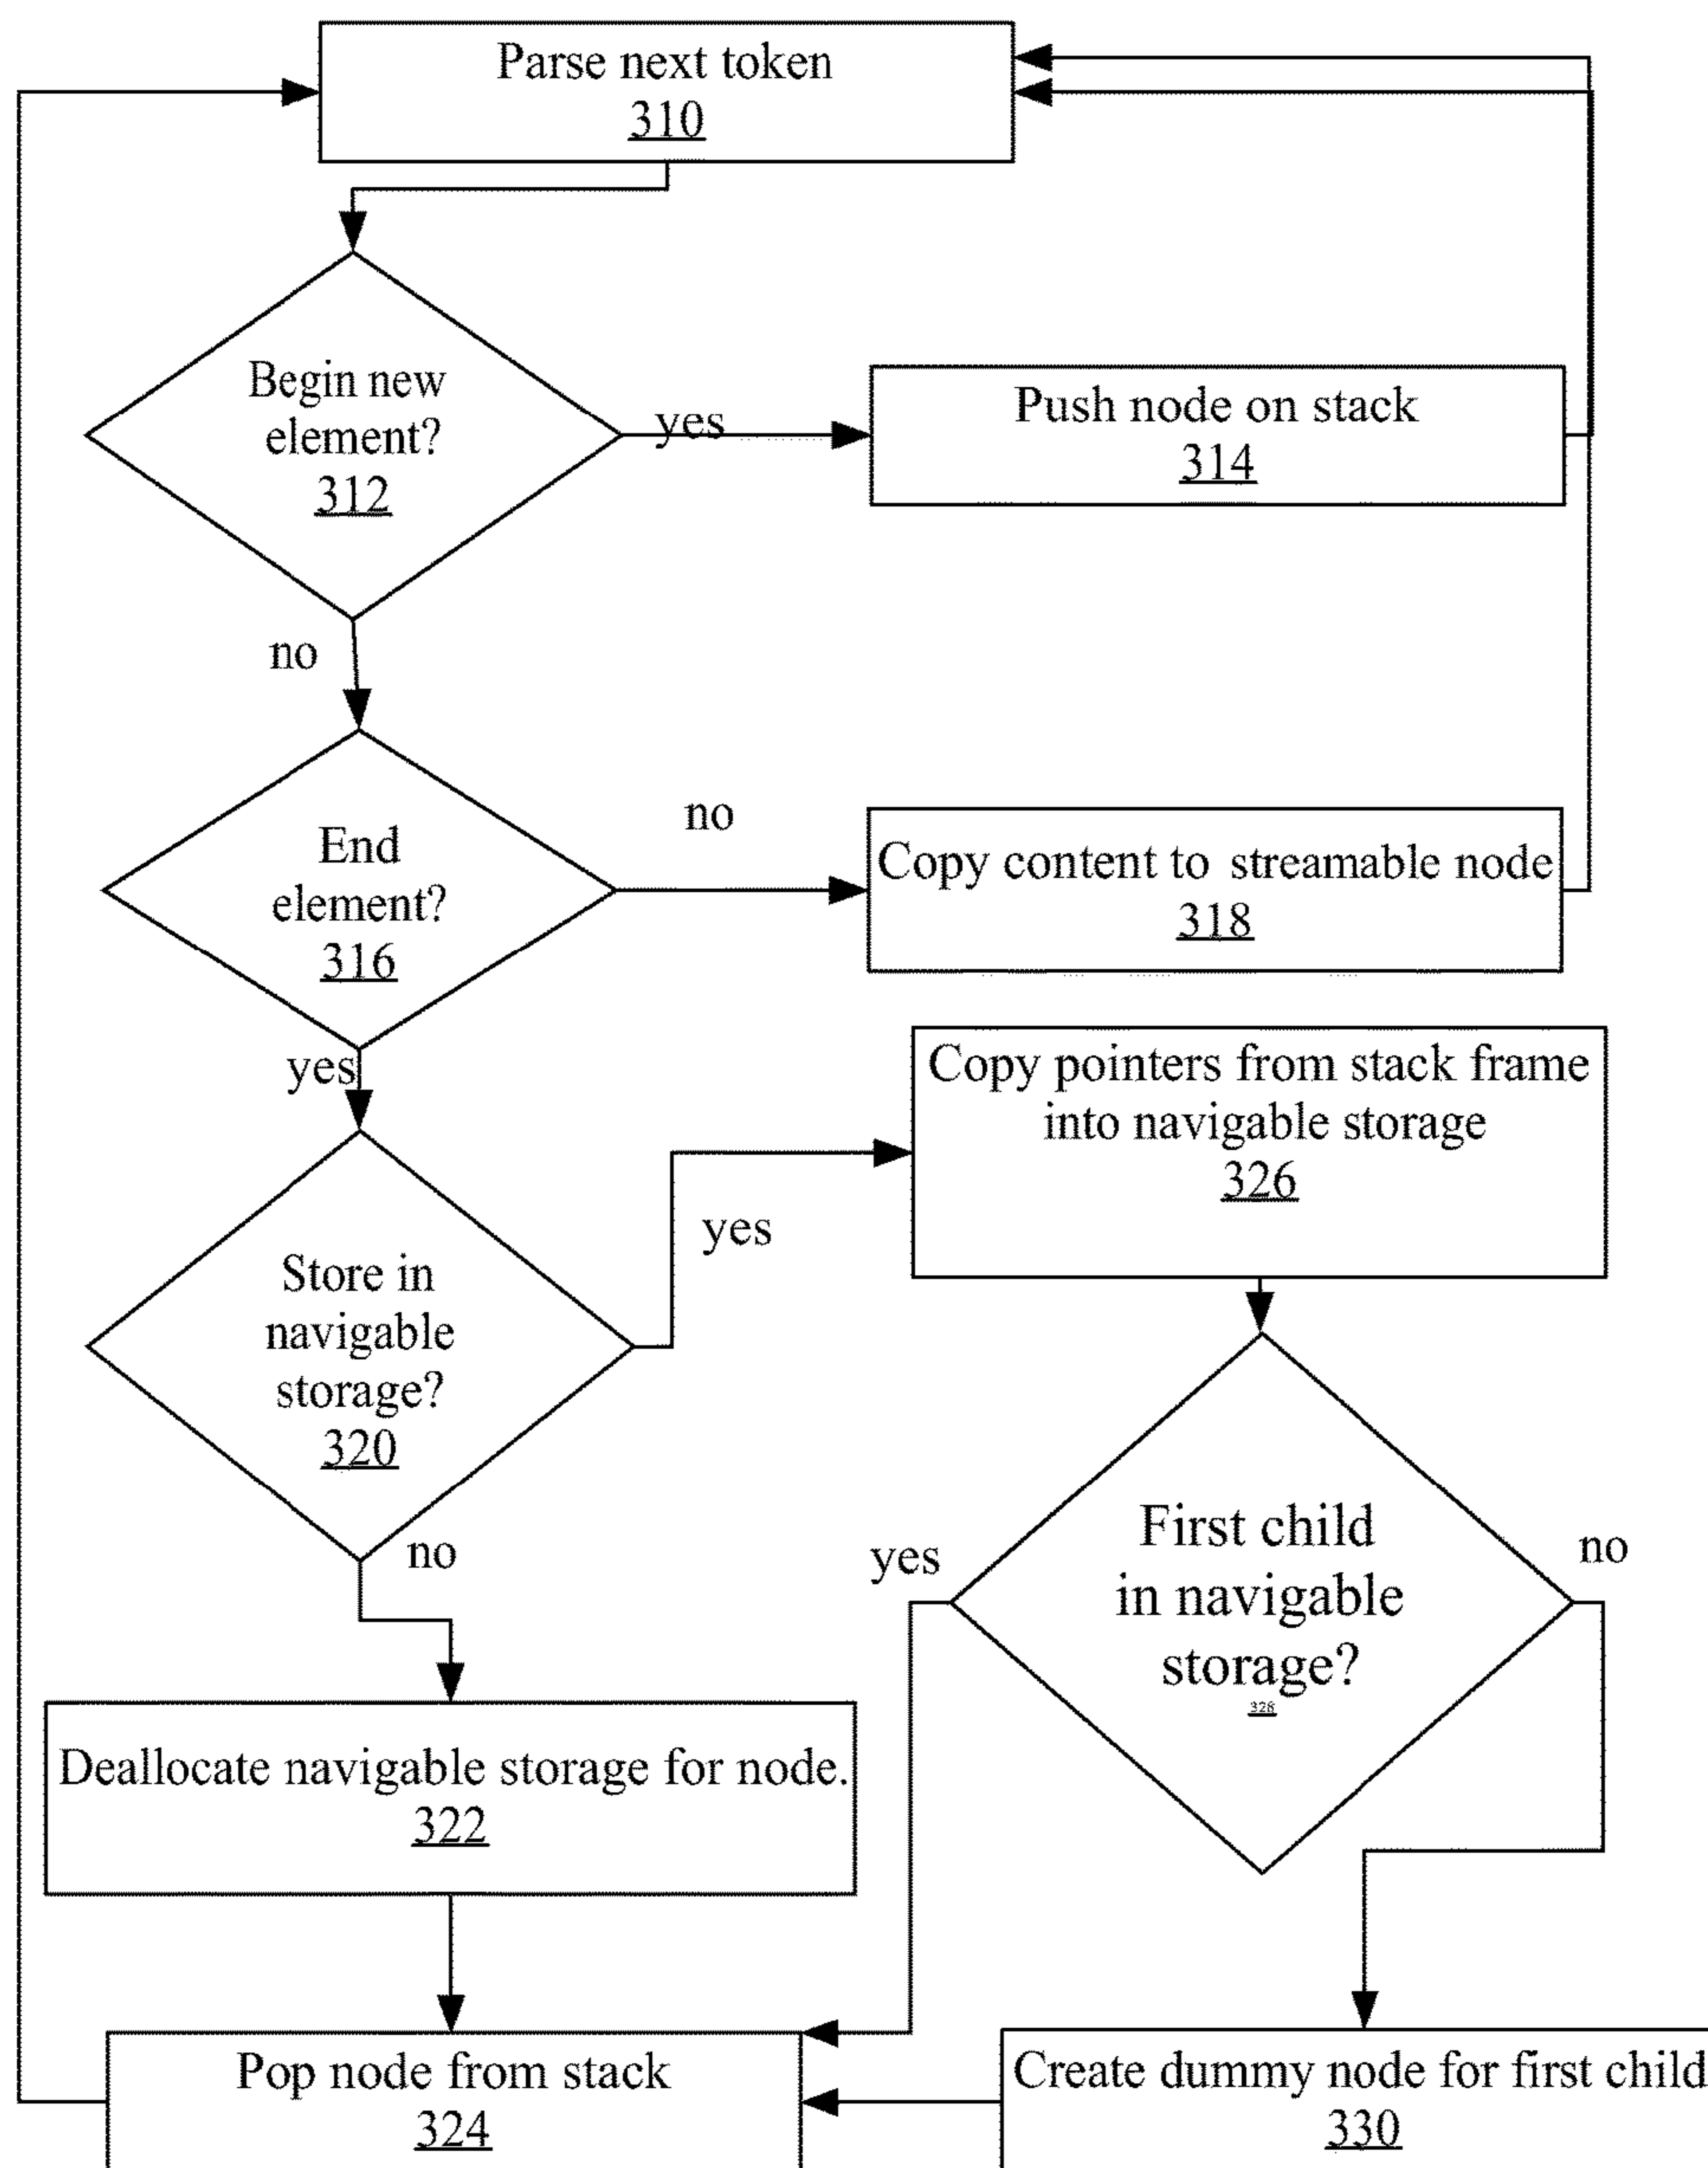 Parse next token
310
Begin new
element?
312
yes
Push node on stack
314
no
End
element?
316
no
Copy content to streamable node
318
yes
Copy pointers from stack frame
into navigable storage
326
Store in
navigable
storage?
320
yes
no
First child
in navigable
storage?
328
yes
no
Deallocate navigable storage for node.
322
Pop node from stack
324
Create dummy node for first child
330